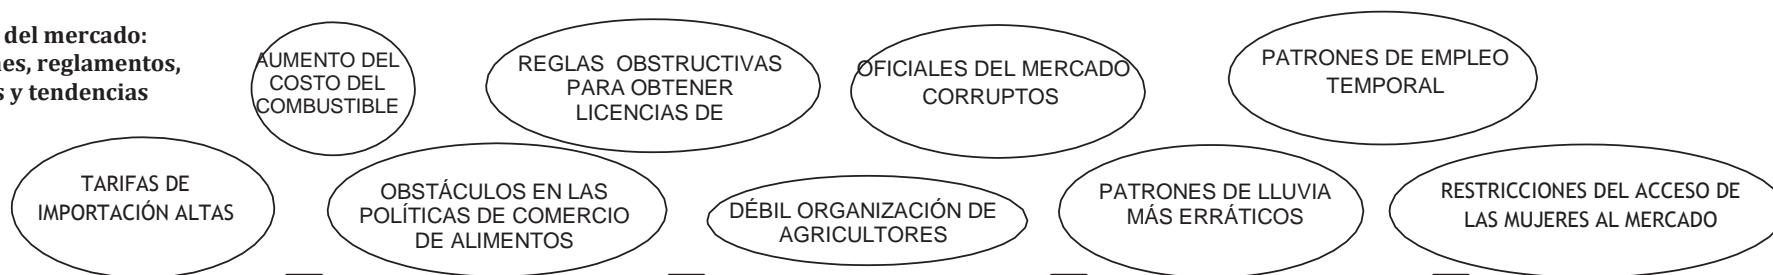 del mercado:
nes, reglamentos,
s y tendencias
AUMENTO DEL
COSTO DEL
COMBUSTIBLE
REGLAS OBSTRUCTIVAS
PARA OBTENER
LICENCIAS DE
OFICIALES DEL MERCADO
CORRUPTOS
PATRONES DE EMPLEO
TEMPORAL
TARIFAS DE
IMPORTACIÓN ALTAS
OBSTÁCULOS EN LAS
POLÍTICAS DE COMERCIO
DE ALIMENTOS
DÉBIL ORGANIZACIÓN DE
AGRICULTORES
PATRONES DE LLUVIA
MÁS ERRÁTICOS
RESTRICCIONES DEL ACCESO DE
LAS MUJERES AL MERCADO